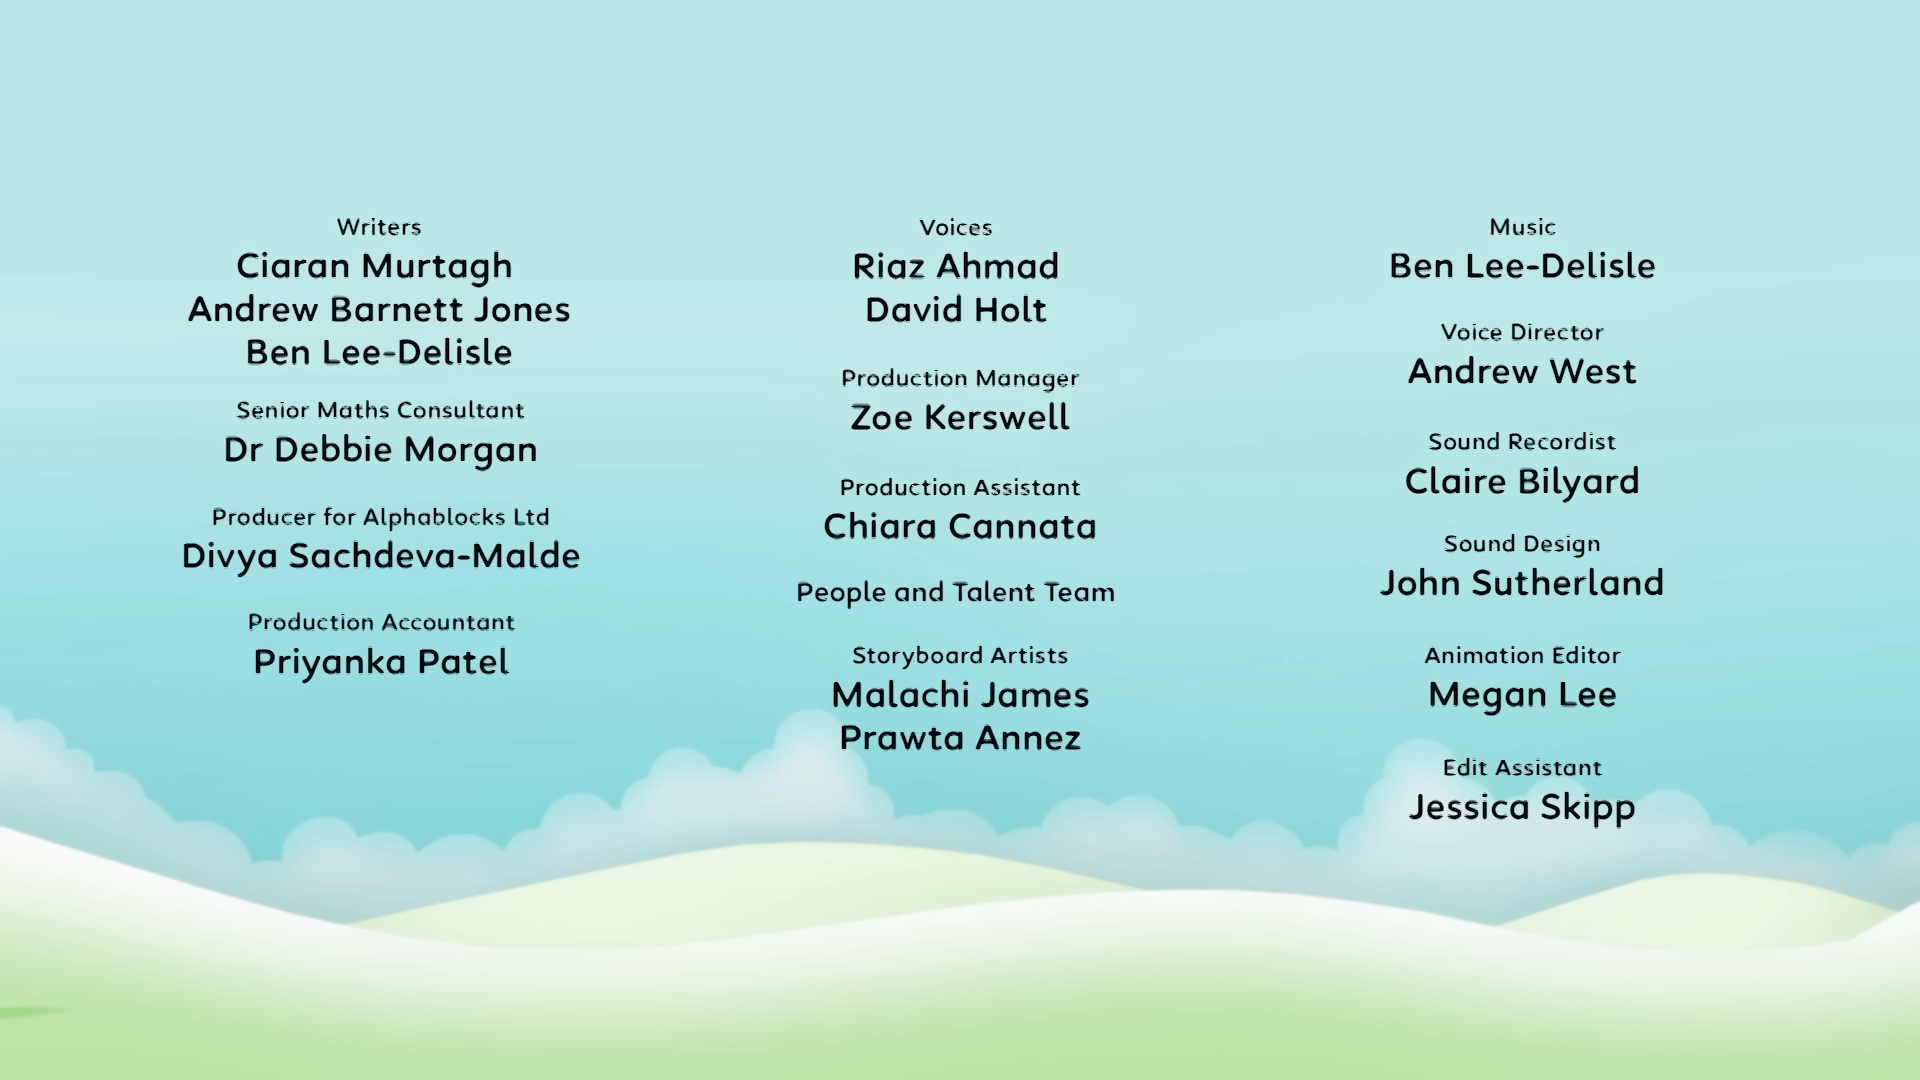 Writers
Ciaran Murtagh
Andrew Barnett Jones
Ben Lee-Delisle
Senior Maths Consultant
Dr Debbie Morgan
Producer for Alphablocks Ltd
Divya Sachdeva-Malde
Production Accountant
Priyanka Patel
Voices
Riaz Ahmad
David Holt
Production Manager
Zoe Kerswell
Production Assistant
Chiara Cannata
People and Talent Team
Storyboard Artists
Malachi James
Prawta Annez
Music
Ben Lee-Delisle
Voice Director
Andrew West
Sound Recordist
Claire Bilyard
Sound Design
John Sutherland
Animation Editor
Megan Lee
Edit Assistant
Jessica Skipp